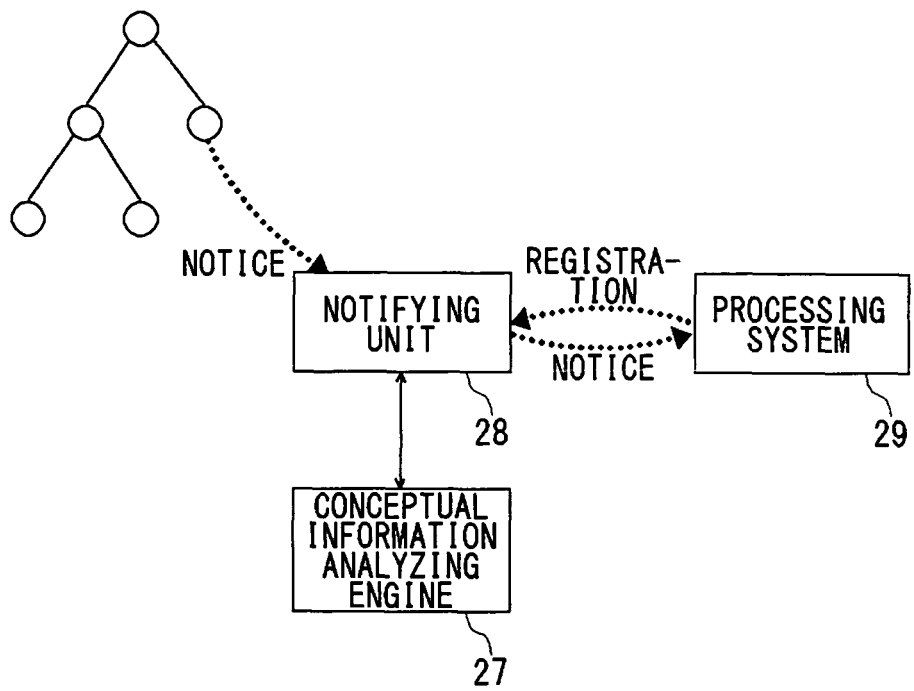 NOTICE
REGISTRA-
TION
NOTIFYING
UNIT
PROCESSING
SYSTEM
NOTICE
28
29
CONCEPTUAL
INFORMATION
ANALYZING
ENGINE
27